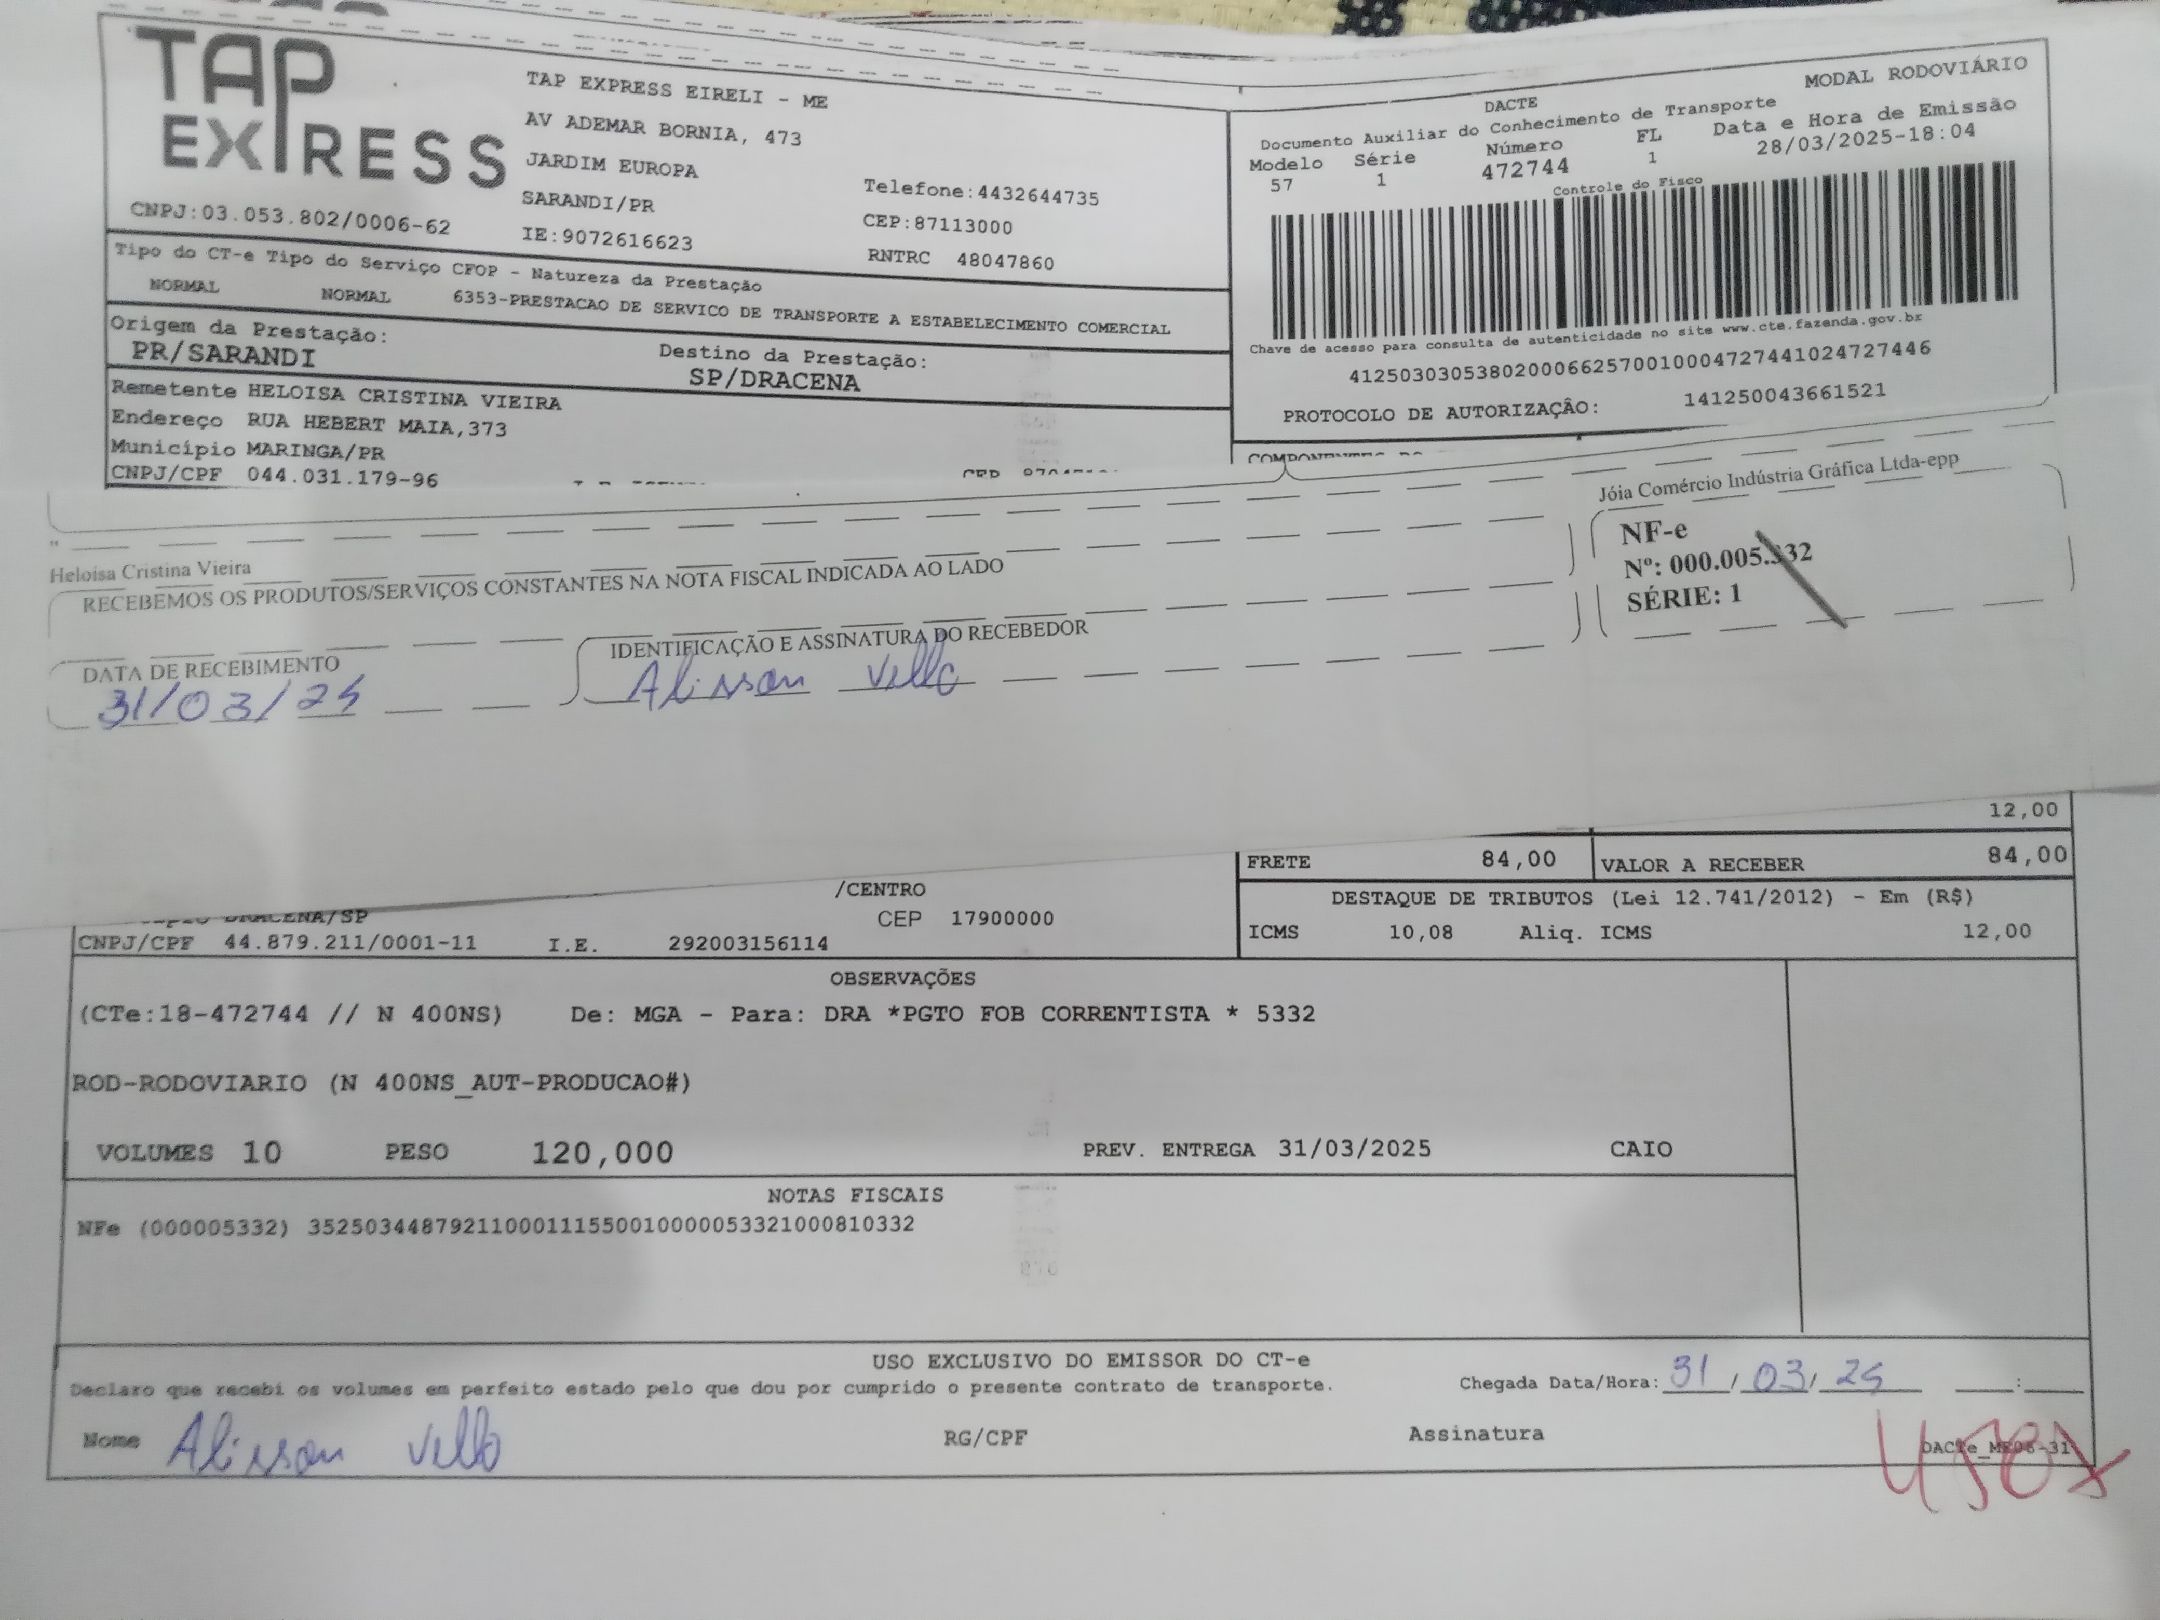 TAP EXPRESS
TAP EXPRESS EIRELI - ME
AV ADEMAR BORNIA, 473
JARDIM EUROPA
SARANDI/PR
IE:9072616623
Telefone:4432644735
CEP:87113000
RNTRC 48047860
CNPJ:03.053.802/0006-62
MODAL RODOVIÁRIO
DACTE
Documento Auxiliar do Conhecimento de Transporte
Modelo Série Número FL Data e Hora de Emissão
57 1 472744 1 28/03/2025-18:04
Controle do Fisco
Chave de acesso para consulta de autenticidade no site www.cte.fazenda.gov.br
41250303053802000662570010004727441024727446
PROTOCOLO DE AUTORIZAÇÃO: 141250043661521
Tipo do CT-e Tipo do Serviço CFOP - Natureza da Prestação
NORMAL NORMAL 6353-PRESTACAO DE SERVICO DE TRANSPORTE A ESTABELECIMENTO COMERCIAL
Origem da Prestação:
PR/SARANDI
Destino da Prestação:
SP/DRACENA
Remetente HELOISA CRISTINA VIEIRA
Endereço RUA HEBERT MAIA,373
Município MARINGA/PR
CNPJ/CPF 044.031.179-96
Jóia Comércio Indústria Gráfica Ltda-epp
NF-e
Nº: 000.005.332
SÉRIE: 1
Heloisa Cristina Vieira
RECEBEMOS OS PRODUTOS/SERVIÇOS CONSTANTES NA NOTA FISCAL INDICADA AO LADO
DATA DE RECEBIMENTO
31/03/25
IDENTIFICAÇÃO E ASSINATURA DO RECEBEDOR
Alisson Vello
12,00
FRETE 84,00 VALOR A RECEBER 84,00
/CENTRO
DRACENA/SP CEP 17900000
CNPJ/CPF 44.879.211/0001-11 I.E. 292003156114
DESTAQUE DE TRIBUTOS (Lei 12.741/2012) - Em (R$)
ICMS 10,08 Aliq. ICMS 12,00
OBSERVAÇÕES
(CTe:18-472744 // N 400NS) De: MGA - Para: DRA *PGTO FOB CORRENTISTA * 5332
ROD-RODOVIARIO (N 400NS_AUT-PRODUCAO#)
VOLUMES 10 PESO 120,000 PREV. ENTREGA 31/03/2025 CAIO
NOTAS FISCAIS
NFe (000005332) 35250344879211000111550010000053321000810332
USO EXCLUSIVO DO EMISSOR DO CT-e
Declaro que recebi os volumes em perfeito estado pelo que dou por cumprido o presente contrato de transporte.
Chegada Data/Hora: 31/03/25 :
Nome Alisson Vello RG/CPF Assinatura